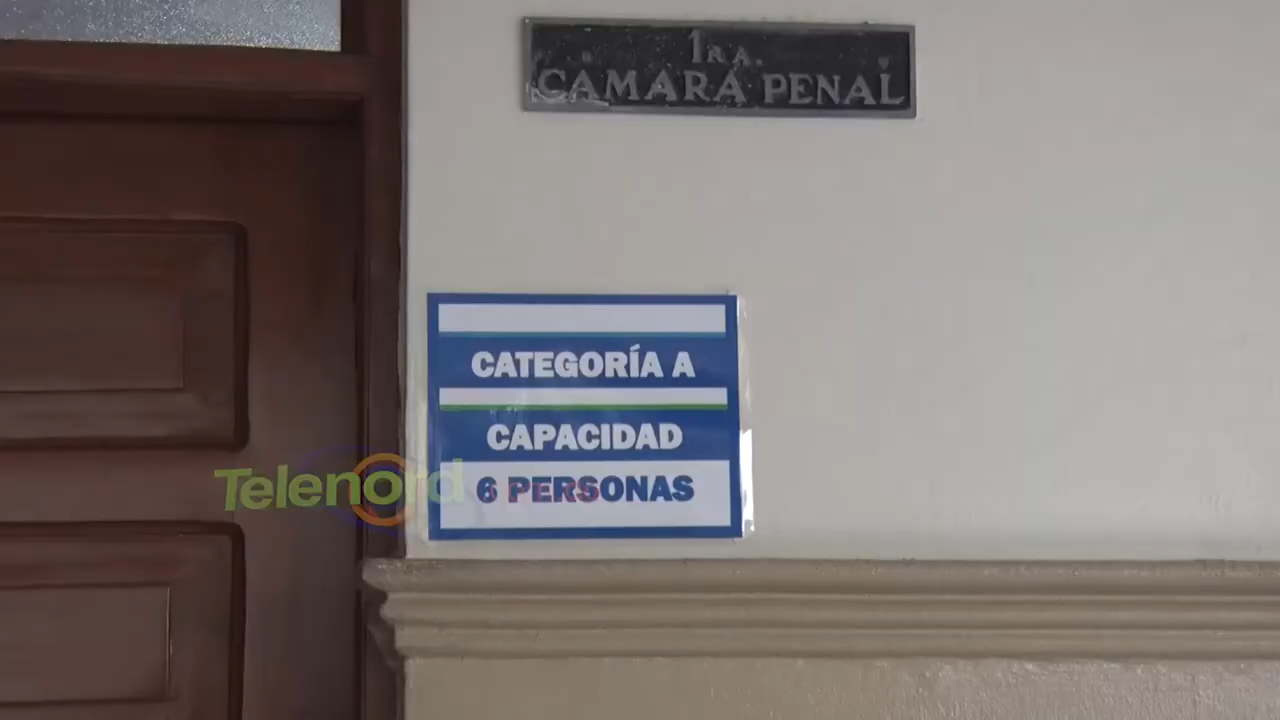 1RA.
CAMARA PENAL
CATEGORÍA A
CAPACIDAD
6 PERSONAS
Telenord